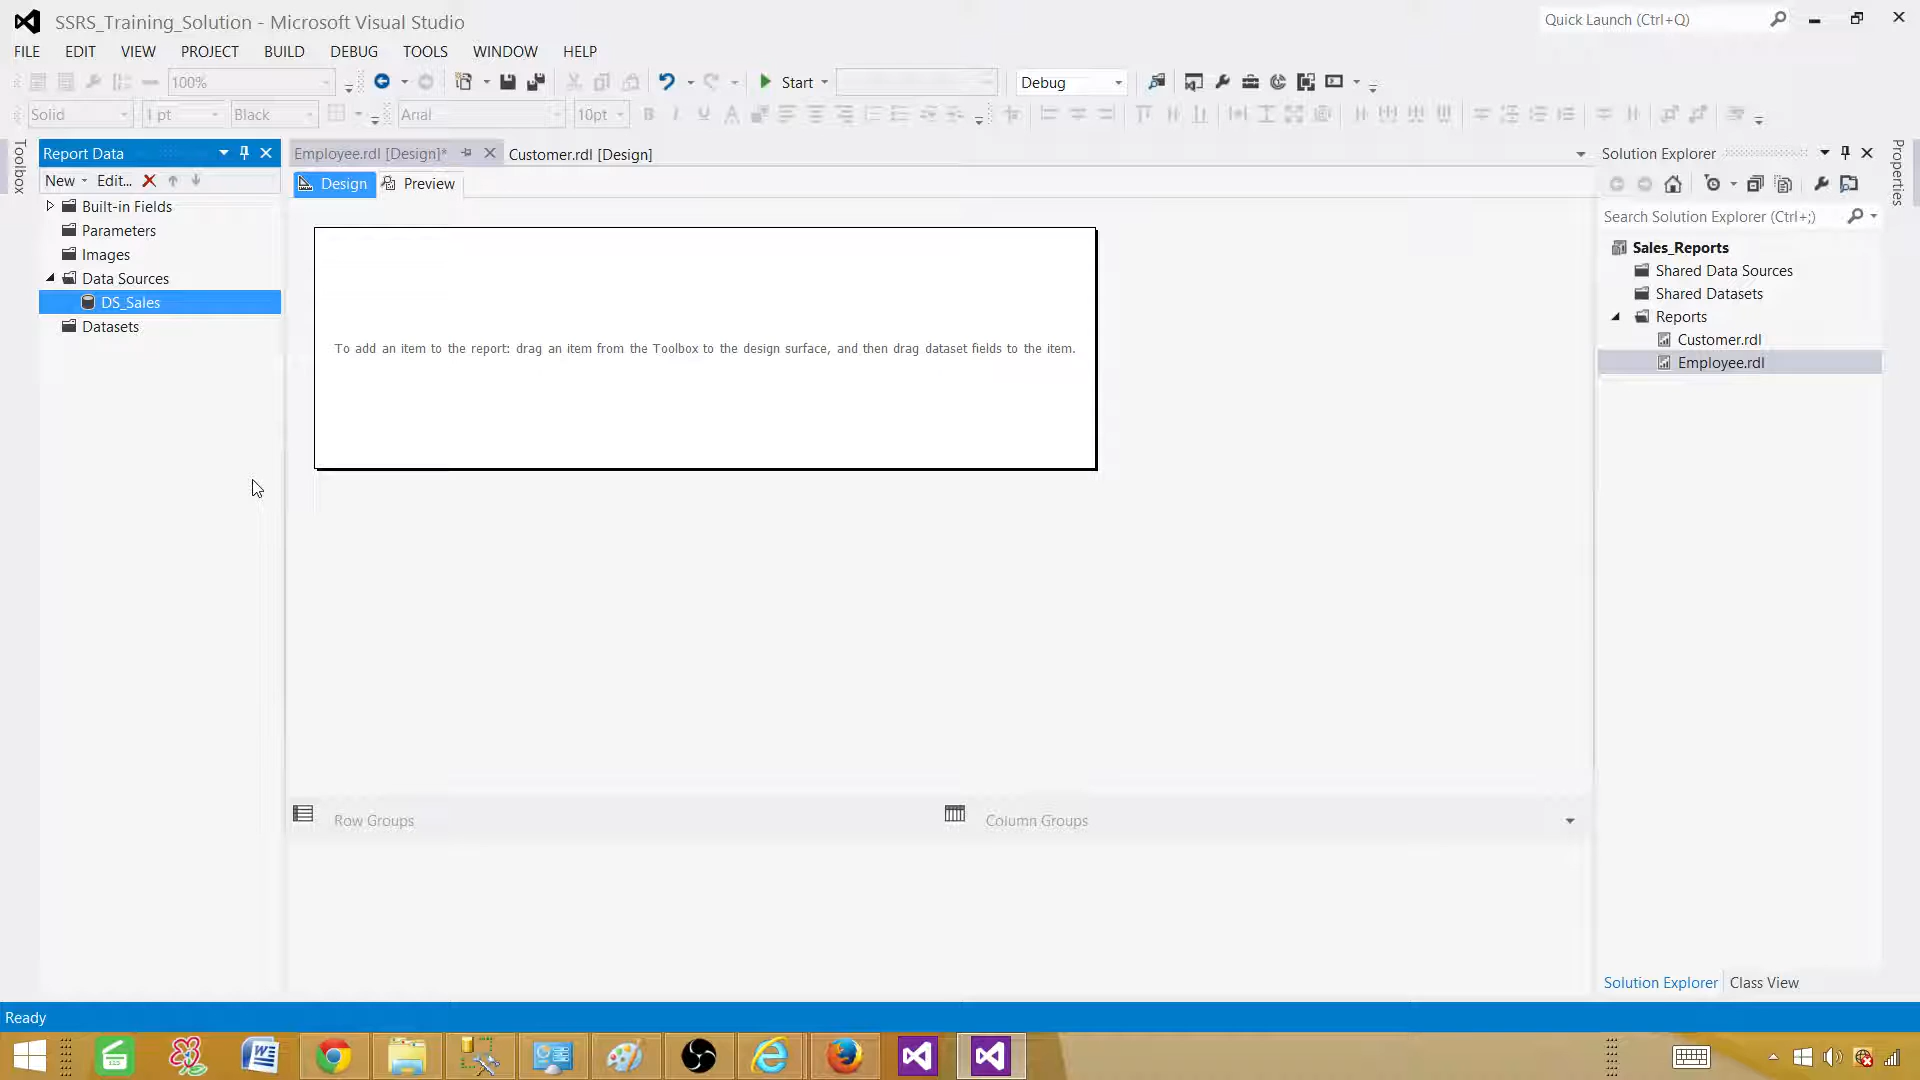 SSRS_Training_Solution - Microsoft Visual Studio
Quick Launch (Ctrl+Q)
FILE EDIT VIEW PROJECT BUILD DEBUG TOOLS WINDOW HELP
100% Start Debug
Solid 1 pt Black Arial 10pt B I U A
Toolbox
Report Data
Employee.rdl [Design]* Customer.rdl [Design]
Solution Explorer
Properties
New Edit...
Design Preview
Built-in Fields
Parameters
Images
Data Sources
DS_Sales
Datasets
To add an item to the report: drag an item from the Toolbox to the design surface, and then drag dataset fields to the item.
Search Solution Explorer (Ctrl+;)
Sales_Reports
Shared Data Sources
Shared Datasets
Reports
Customer.rdl
Employee.rdl
Row Groups Column Groups
Solution Explorer Class View
Ready